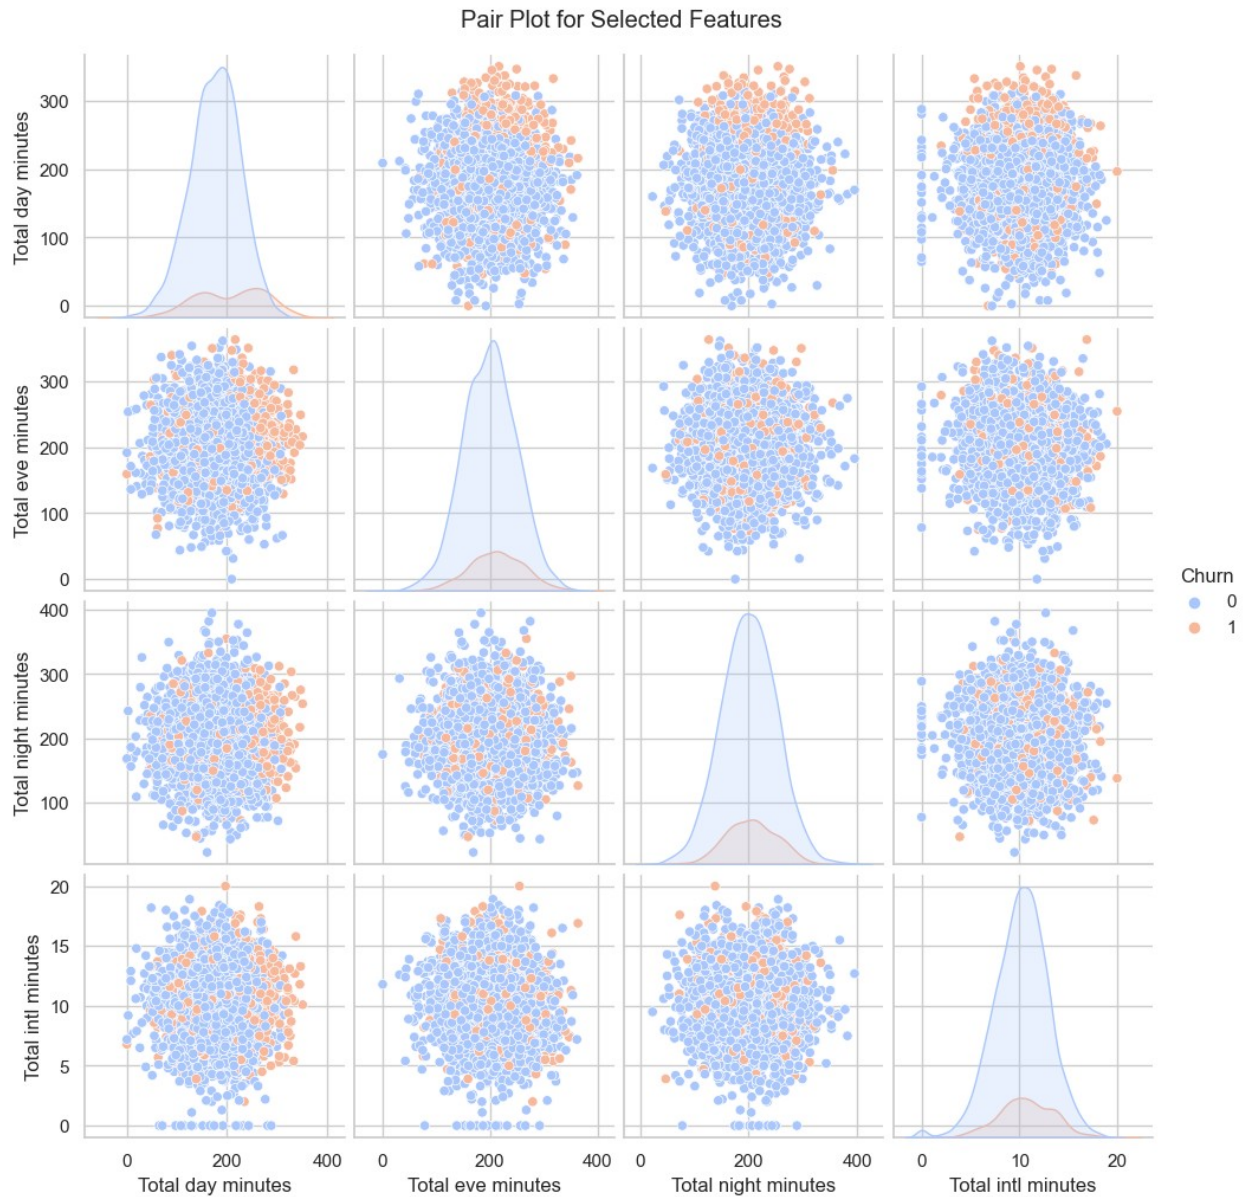 Pair Plot for Selected Features
Total day minutes
300
200
100
0
Total eve minutes
300
200
100
0
Churn
0
1
Total night minutes
400
300
200
100
Total intl minutes
20
15
10
5
0
0 200 400 0 200 400 0 200 400 0 10 20
Total day minutes Total eve minutes Total night minutes Total intl minutes